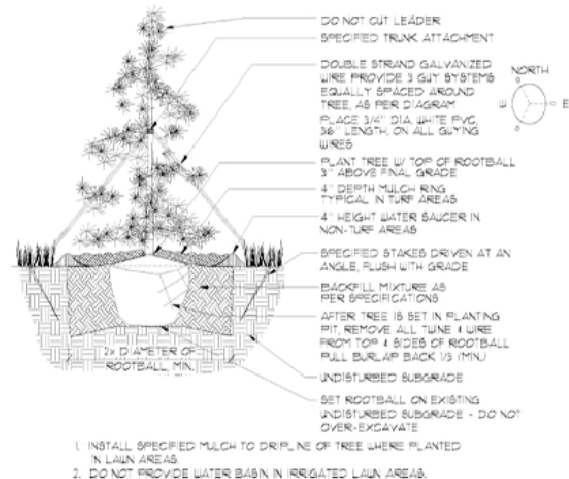 DO NOT CUT LEADER
SPECIFIED TRUNK ATTACHMENT
DOUBLE STRAND GALVANIZED
WIRE PROVIDE 3 GUY SYSTEMS
EQUALLY SPACED AROUND
TREE, AS PER DIAGRAM
PLACE 3/4" DIA. WHITE PVC,
36" LENGTH, ON ALL GUYING
WIRES
NORTH
W
E
PLANT TREE W/ TOP OF ROOTBALL
3" ABOVE FINAL GRADE
4" DEPTH MULCH RING
TYPICAL IN TURF AREAS
4" HEIGHT WATER SAUCER IN
NON-TURF AREAS
SPECIFIED STAKES DRIVEN AT AN
ANGLE, FLUSH WITH GRADE
BACKFILL MIXTURE AS
PER SPECIFICATIONS
AFTER TREE IS SET IN PLANTING
PIT, REMOVE ALL TWINE & WIRE
FROM TOP & SIDES OF ROOTBALL
PULL BURLAP BACK 1/3 (MIN.)
2x DIAMETER OF
ROOTBALL, MIN.
UNDISTURBED SUBGRADE
SET ROOTBALL ON EXISTING
UNDISTURBED SUBGRADE - DO NOT
OVER-EXCAVATE
1. INSTALL SPECIFIED MULCH TO DRIPLINE OF TREE WHERE PLANTED
IN LAWN AREAS.
2. DO NOT PROVIDE WATER BASIN IN IRRIGATED LAWN AREAS.